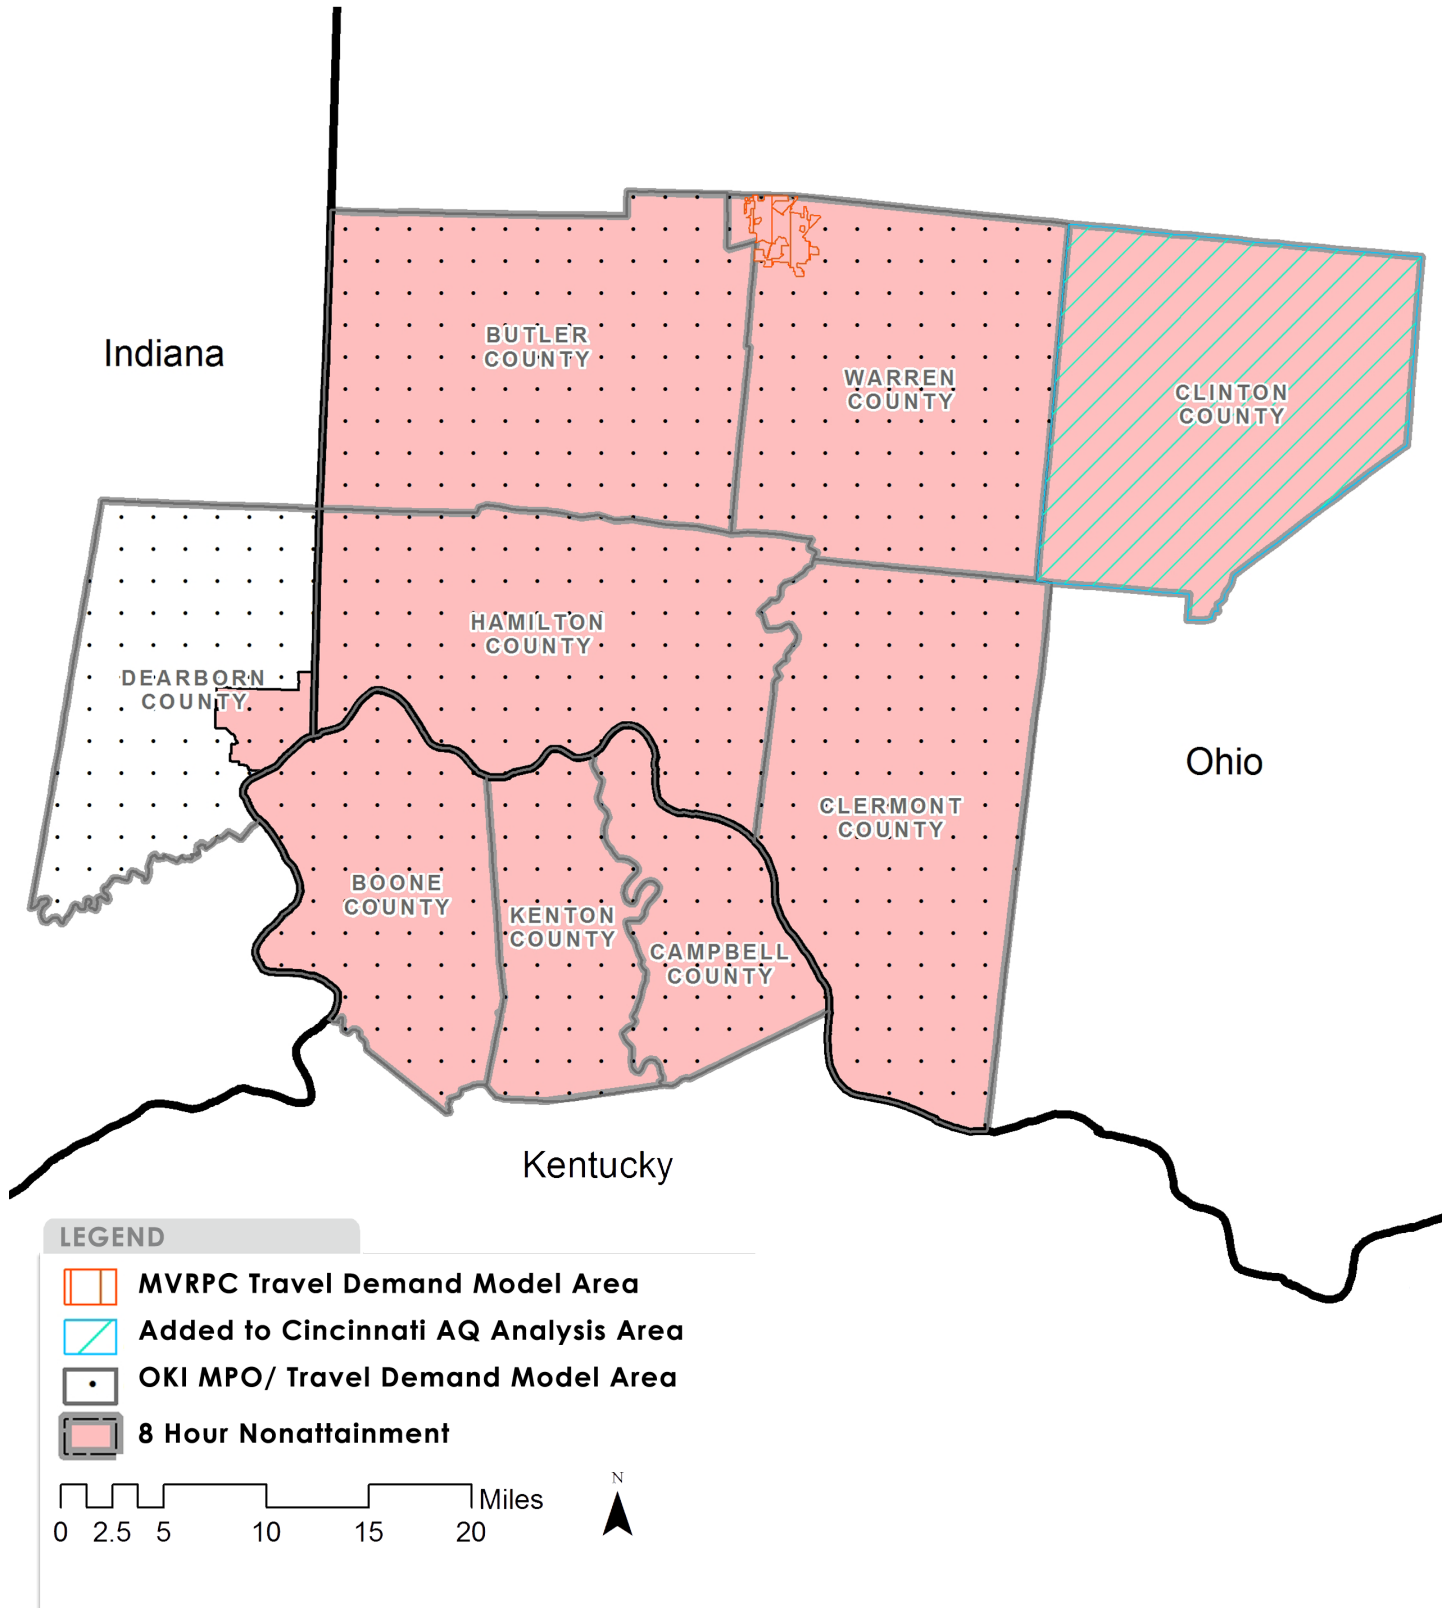 Indiana
BUTLER
COUNTY
WARREN
COUNTY
CLINTON
COUNTY
HAMILTON
COUNTY
DEARBORN
COUNTY
Ohio
CLERMONT
COUNTY
BOONE
COUNTY
KENTON
COUNTY
CAMPBELL
COUNTY
Kentucky
LEGEND
MVRPC Travel Demand Model Area
Added to Cincinnati AQ Analysis Area
OKI MPO/ Travel Demand Model Area
8 Hour Nonattainment
Miles
0 2.5 5 10 15 20
N